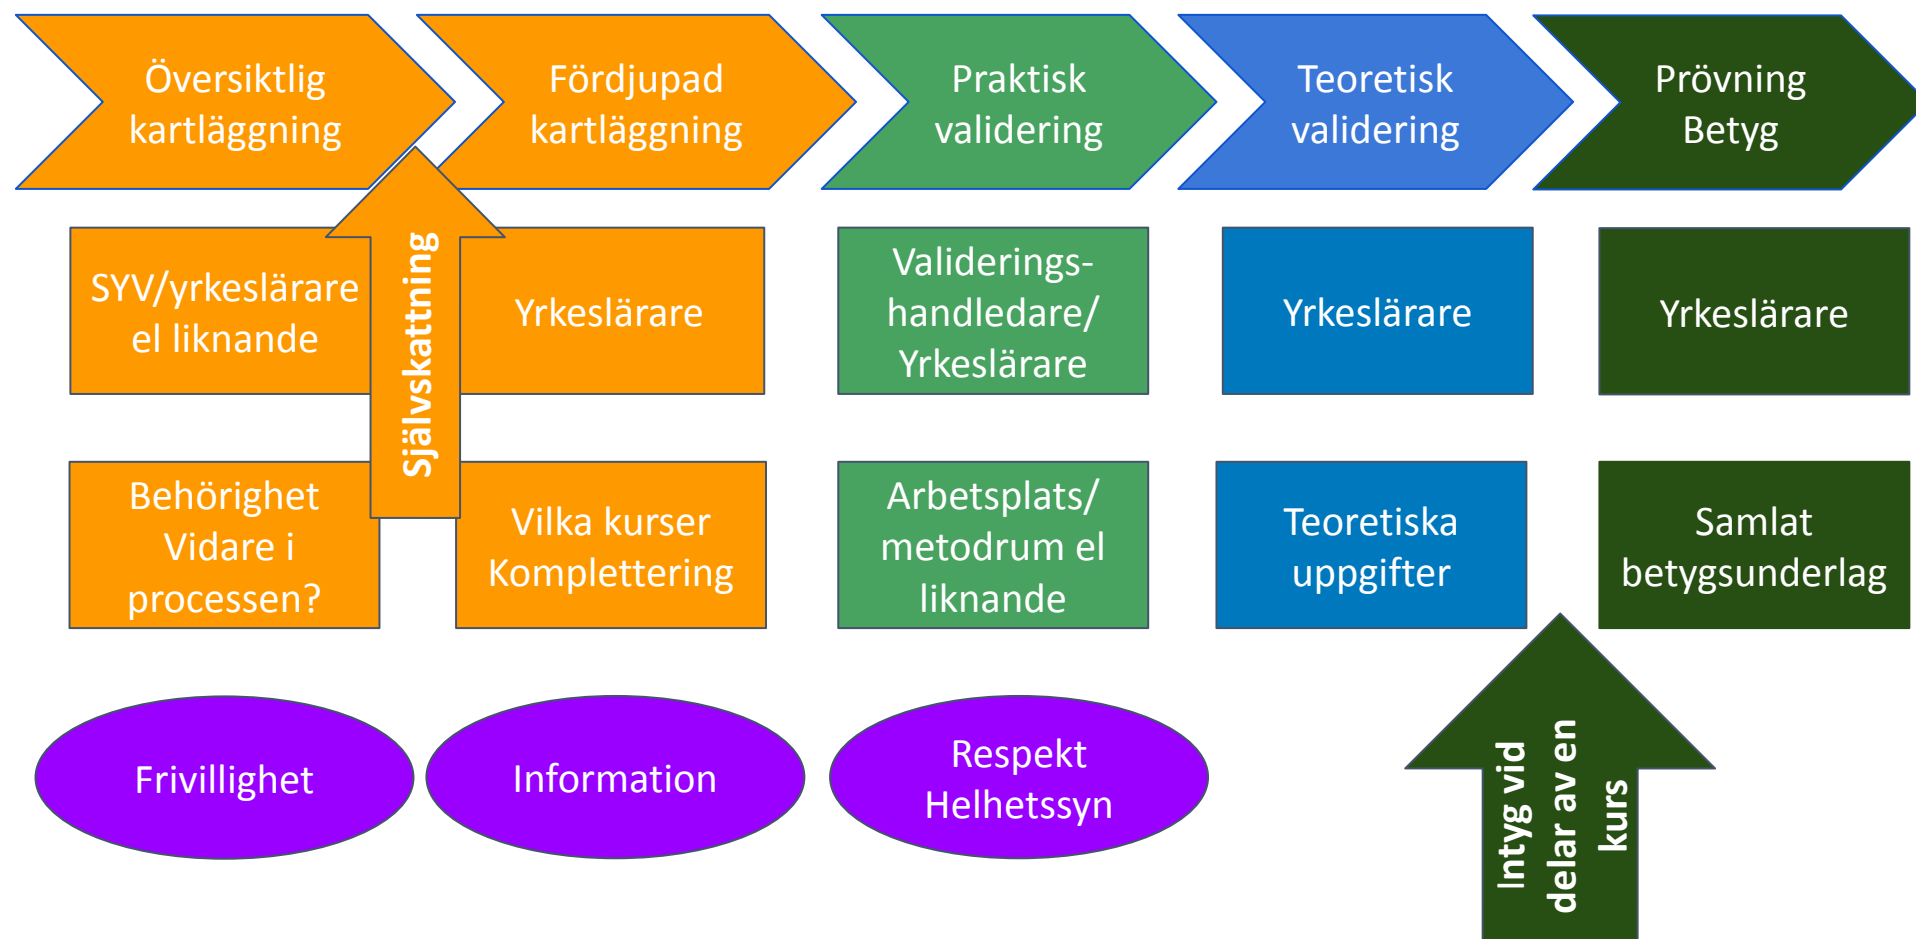 Översiktlig
kartläggning
Fördjupad
kartläggning
Praktisk
validering
Teoretisk
validering
Prövning
Betyg
SYV/yrkeslärare
el liknande
Självskattning
Yrkeslärare
Validerings-
handledare/
Yrkeslärare
Yrkeslärare
Yrkeslärare
Behörighet
Vidare i
processen?
Vilka kurser
Komplettering
Arbetsplats/
metodrum el
liknande
Teoretiska
uppgifter
Samlat
betygsunderlag
Frivillighet
Information
Respekt
Helhetssyn
Intyg vid
delar av en
kurs